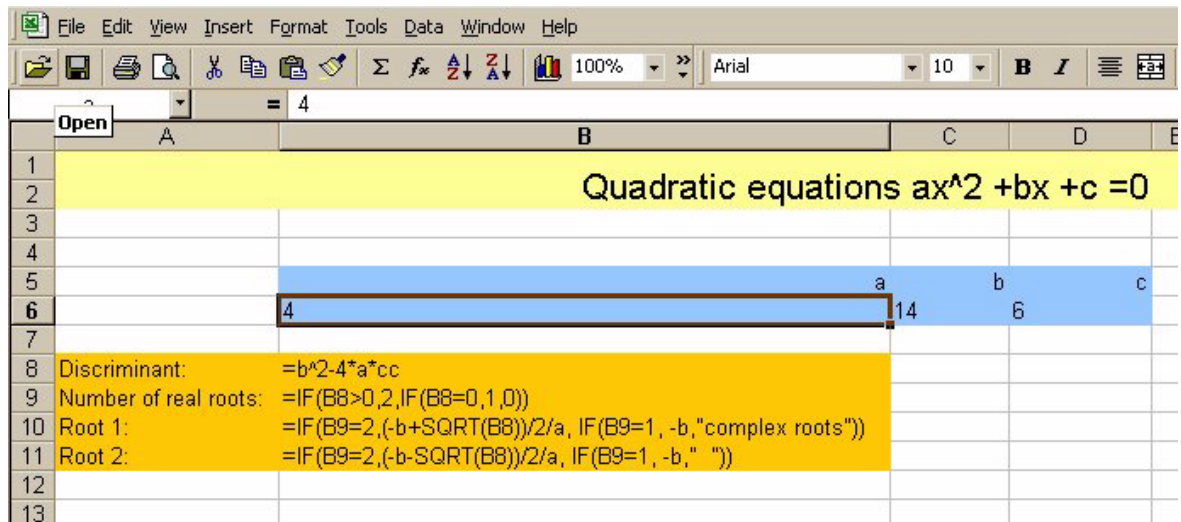 File Edit View Insert Format Tools Data Window Help
Σ fx 100% Arial 10 B I
= 4
Open
A B C D E
1
2 Quadratic equations ax^2 +bx +c =0
3
4
5 a b c
6 4 14 6
7
8 Discriminant: =b^2-4*a*cc
9 Number of real roots: =IF(B8>0,2,IF(B8=0,1,0))
10 Root 1: =IF(B9=2,(-b+SQRT(B8))/2/a, IF(B9=1, -b,"complex roots"))
11 Root 2: =IF(B9=2,(-b-SQRT(B8))/2/a, IF(B9=1, -b," "))
12
13